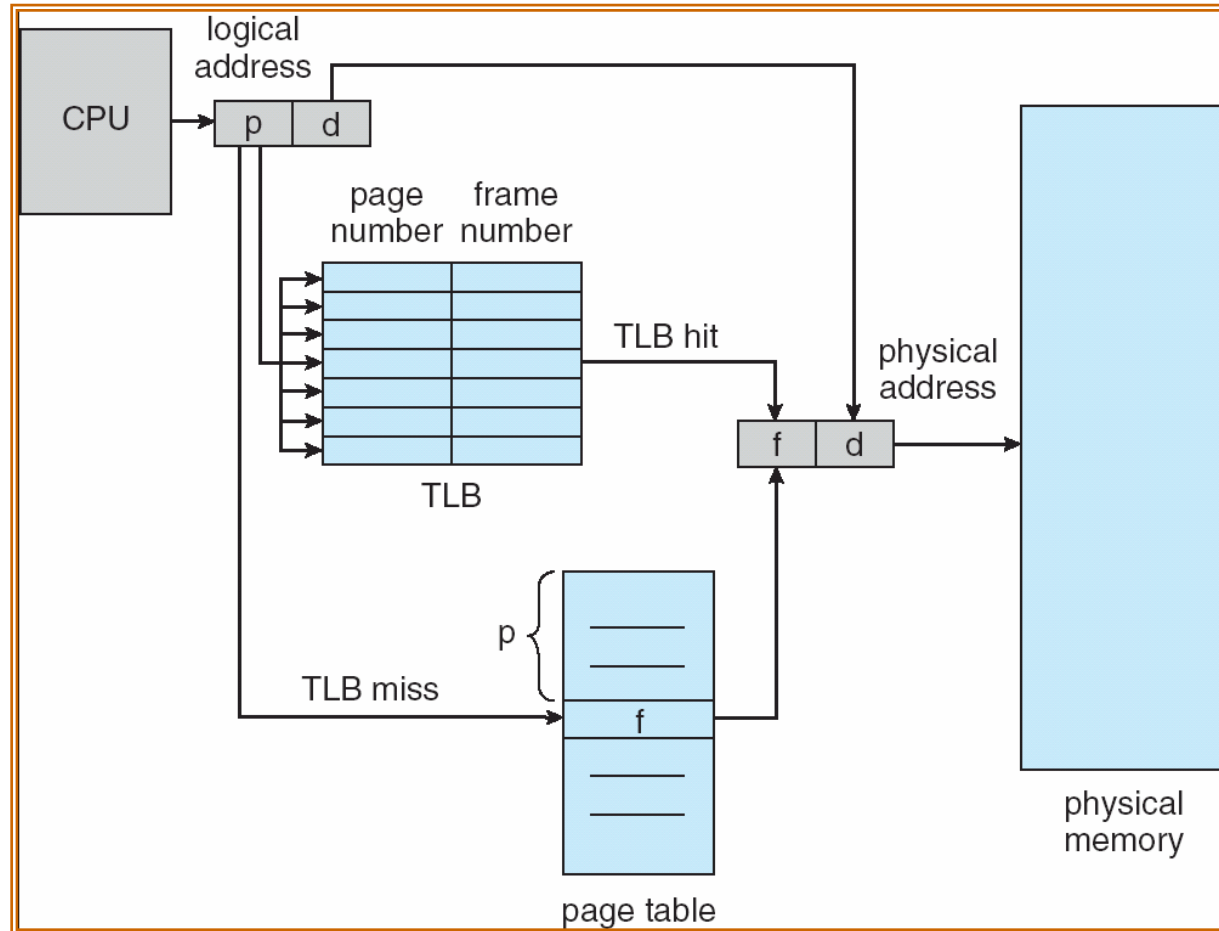 logical
address
CPU
p
d
page
number
frame
number
TLB hit
physical
address
f
d
TLB
p
TLB miss
f
physical
memory
page table